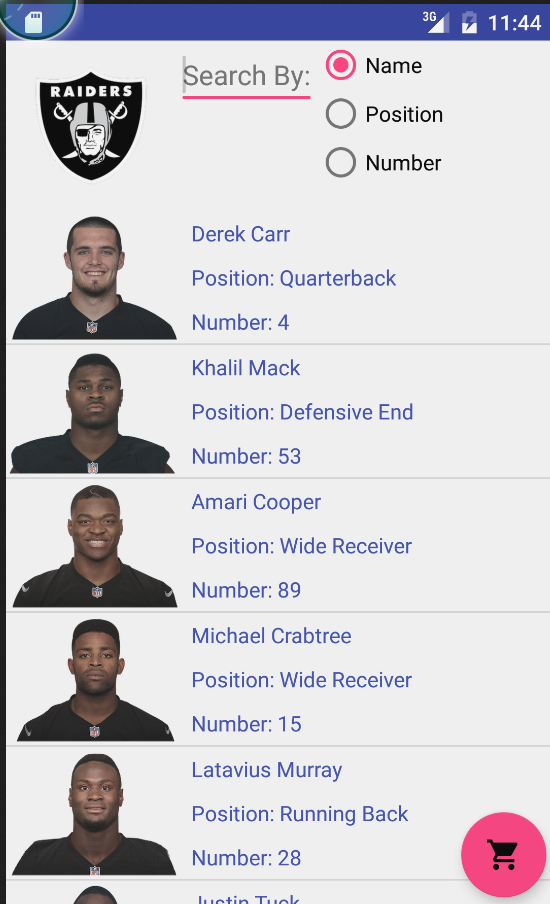 3G 11:44
RAIDERS
Search By:
Name
Position
Number
Derek Carr
Position: Quarterback
Number: 4
Khalil Mack
Position: Defensive End
Number: 53
Amari Cooper
Position: Wide Receiver
Number: 89
Michael Crabtree
Position: Wide Receiver
Number: 15
Latavius Murray
Position: Running Back
Number: 28
Justin Tuck